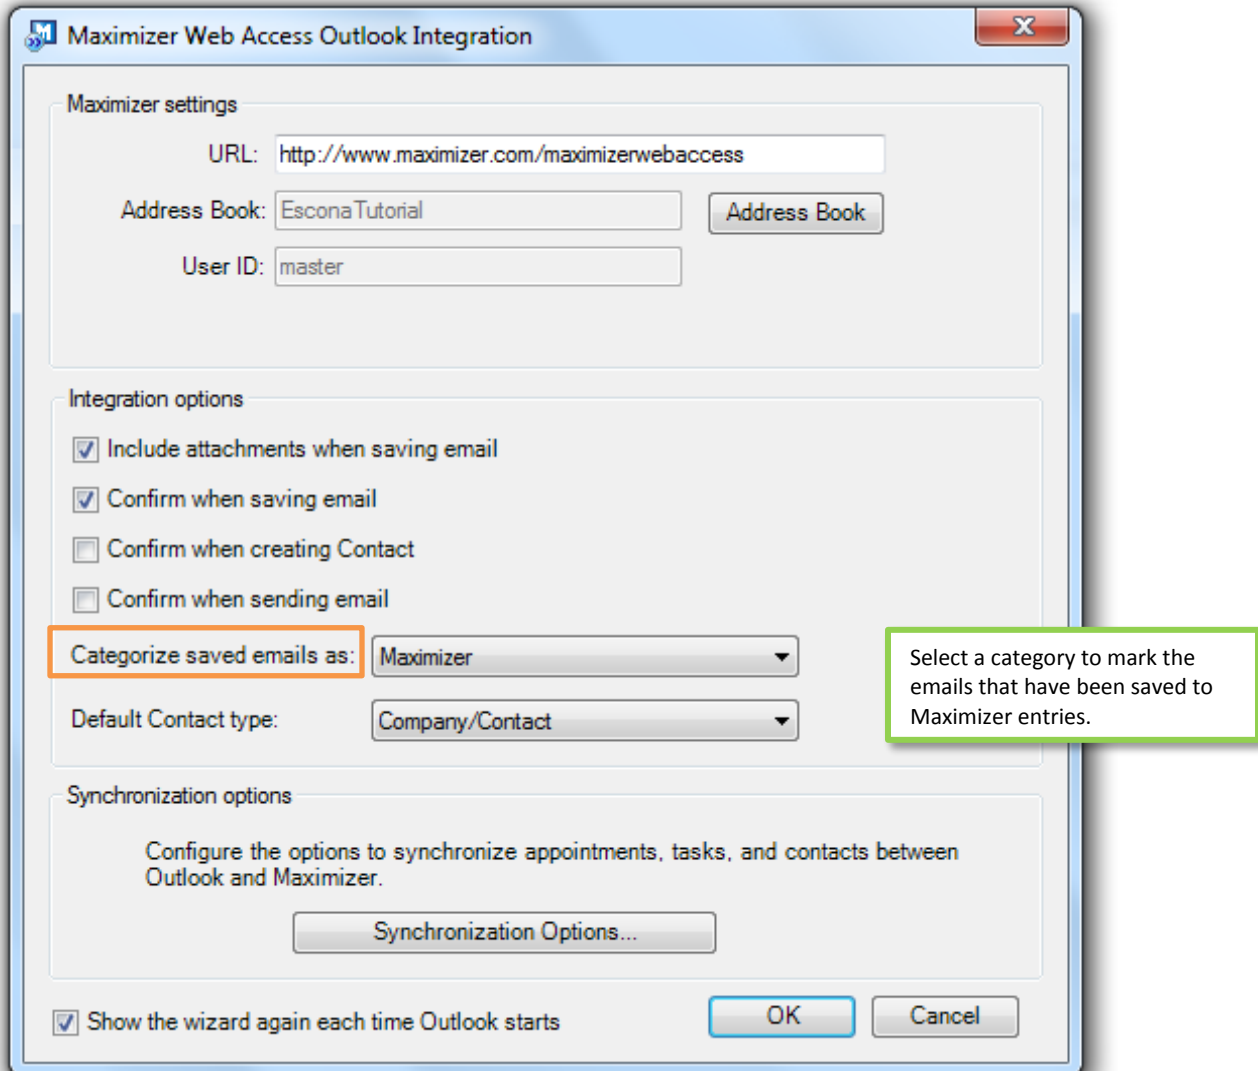 Maximizer Web Access Outlook Integration
Maximizer settings
URL: http://www.maximizer.com/maximizerwebaccess
Address Book: EsconaTutorial Address Book
User ID: master
Integration options
Include attachments when saving email
Confirm when saving email
Confirm when creating Contact
Confirm when sending email
Categorize saved emails as: Maximizer
Select a category to mark the
emails that have been saved to
Maximizer entries.
Default Contact type: Company/Contact
Synchronization options
Configure the options to synchronize appointments, tasks, and contacts between
Outlook and Maximizer.
Synchronization Options...
Show the wizard again each time Outlook starts OK Cancel